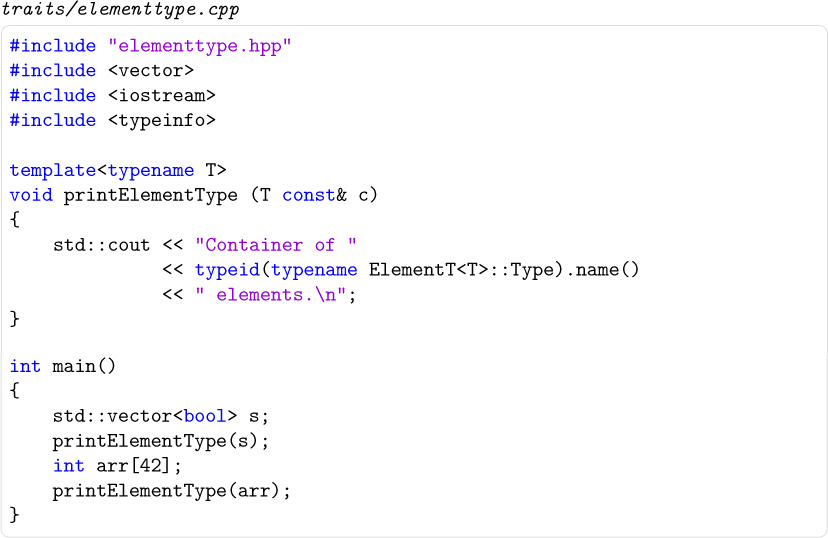 traits/elementtype.cpp
#include "elementtype.hpp"
#include <vector>
#include <iostream>
#include <typeinfo>

template<typename T>
void printElementType (T const& c)
{
    std::cout << "Container of "
              << typeid(typename ElementT<T>::Type).name()
              << " elements.\n";
}

int main()
{
    std::vector<bool> s;
    printElementType(s);
    int arr[42];
    printElementType(arr);
}